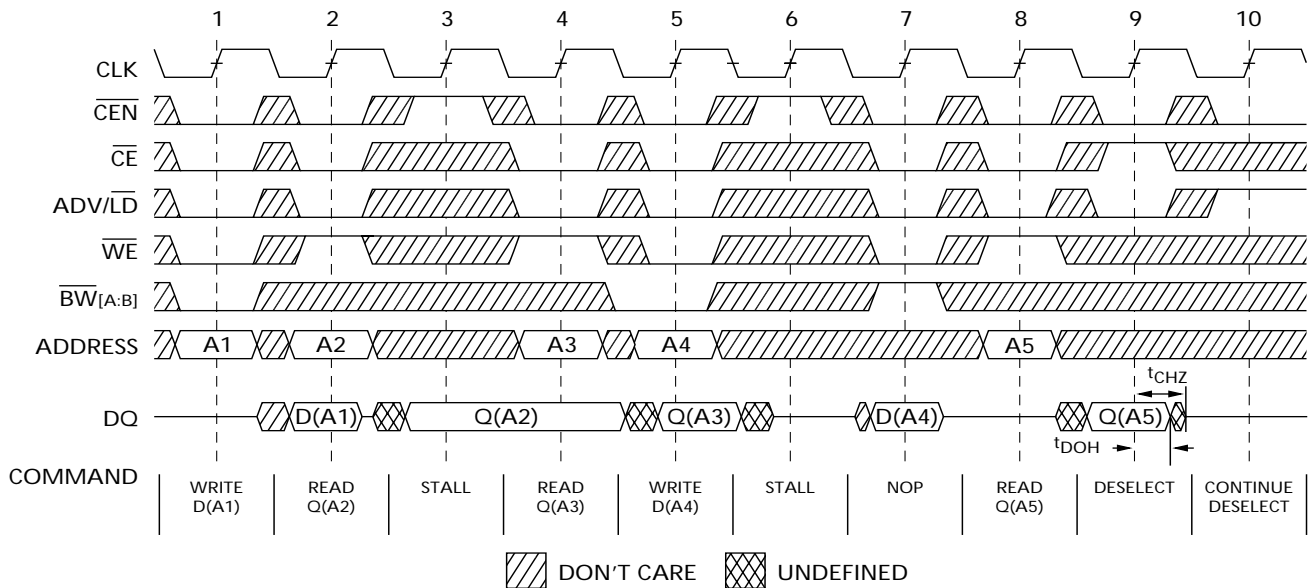 1 2 3 4 5 6 7 8 9 10
CLK
CEN
CE
ADV/LD
WE
BW[A:B]
ADDRESS A1 A2 A3 A4 A5
tCHZ
DQ D(A1) Q(A2) Q(A3) D(A4) Q(A5)
tDOH
COMMAND
WRITE D(A1)
READ Q(A2)
STALL
READ Q(A3)
WRITE D(A4)
STALL
NOP
READ Q(A5)
DESELECT
CONTINUE DESELECT
DON'T CARE UNDEFINED